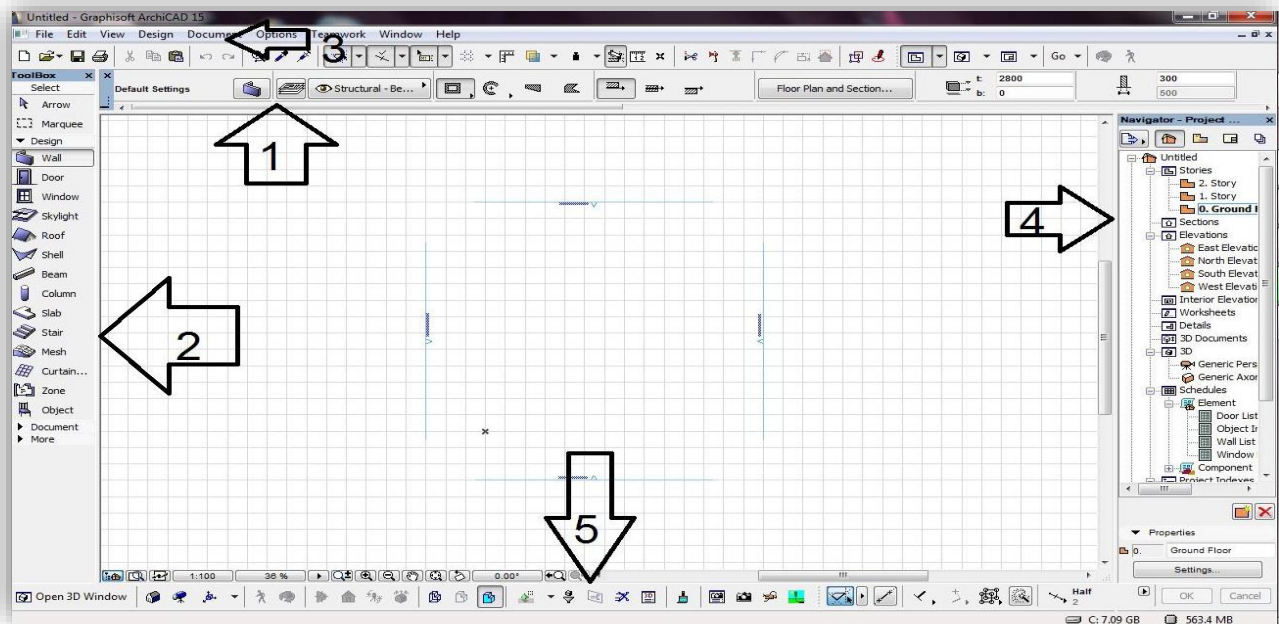 Untitled - Graphisoft ArchiCAD 15
File Edit View Design Document Options Teamwork Window Help
3
Go
ToolBox
Select
Default Settings
Structural - Be...
Floor Plan and Section...
t: 2800
b: 0
300
500
Arrow
Marquee
Design
Wall
Door
Window
Skylight
Roof
Shell
Beam
Column
Slab
Stair
Mesh
Curtain...
Zone
Object
Document
More
1
2
4
5
Navigator - Project ...
Untitled
Stories
2. Story
1. Story
0. Ground
Sections
Elevations
East Elevatio
North Elevat
South Elevat
West Elevati
Interior Elevation
Worksheets
Details
3D Documents
3D
Generic Pers
Generic Axor
Schedules
Element
Door List
Object Ir
Wall List
Window
Component
Project Indexes
Properties
0. Ground Floor
Settings...
1:100 36 % 0.00°
Open 3D Window
Half
2
OK Cancel
C: 7.09 GB 563.4 MB